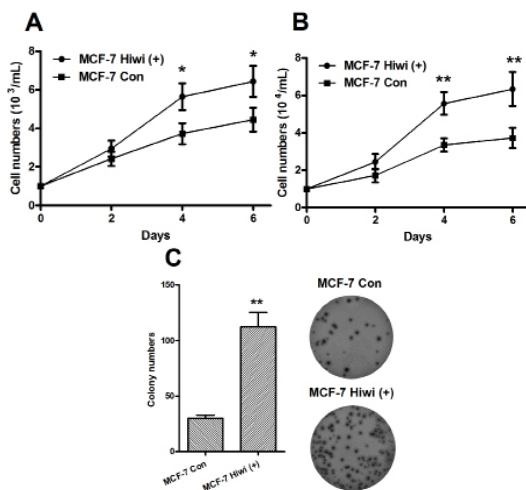 A
MCF-7 Hiwi (+)
MCF-7 Con
*
*
Cell numbers (10 ³/mL)
8
6
4
2
0
0 2 4 6
Days
B
MCF-7 Hiwi (+)
MCF-7 Con
**
**
Cell numbers (10 ⁴/mL)
8
6
4
2
0
0 2 4 6
Days
C
Colony numbers
150
100
50
0
**
MCF-7 Con
MCF-7 Hiwi (+)
MCF-7 Con
MCF-7 Hiwi (+)